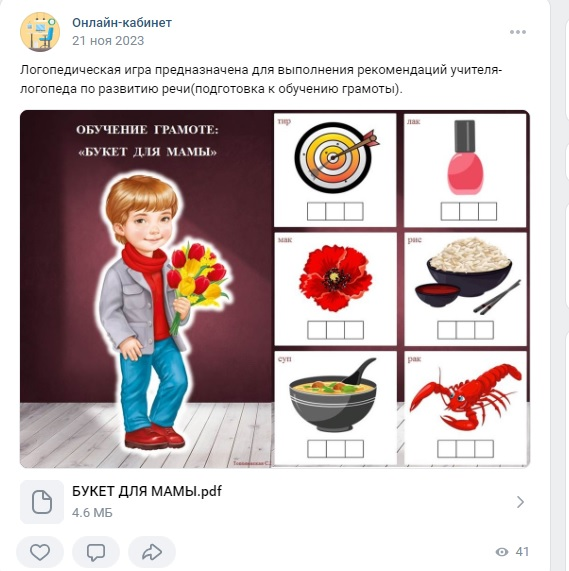 Онлайн-кабинет
21 ноя 2023
Логопедическая игра предназначена для выполнения рекомендаций учителя-
логопеда по развитию речи(подготовка к обучению грамоты).
ОБУЧЕНИЕ ГРАМОТЕ:
«БУКЕТ ДЛЯ МАМЫ»
тир
лак
мак
рис
суп
рак
БУКЕТ ДЛЯ МАМЫ.pdf
4.6 МБ
41